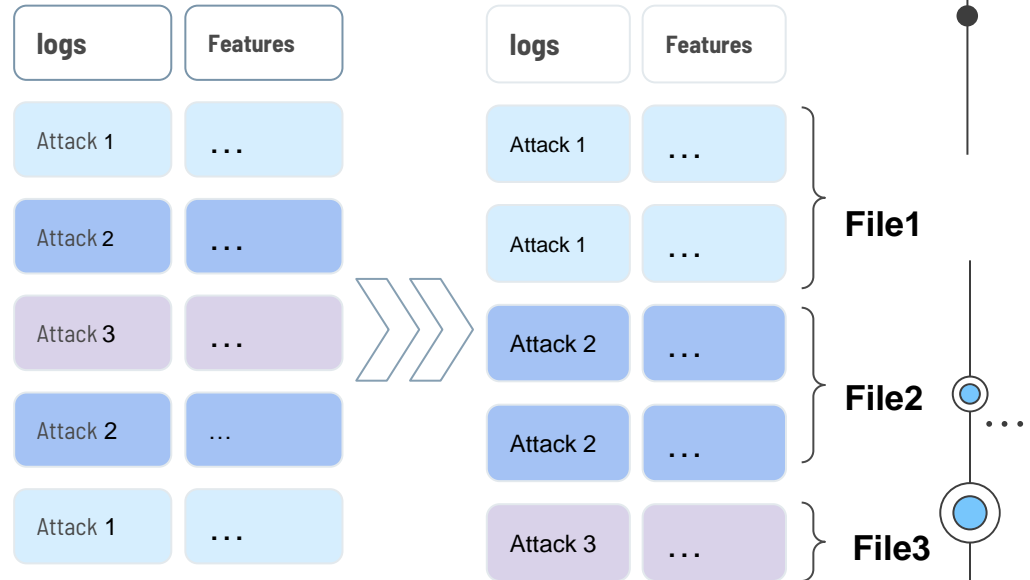 logs Features
Attack 1 ...
Attack 2 ...
Attack 3 ...
Attack 2 ...
Attack 1 ...
logs Features
Attack 1 ...
Attack 1 ...
File1
Attack 2 ...
Attack 2 ...
File2
Attack 3 ...
File3